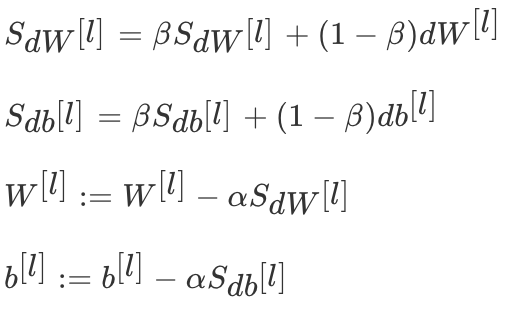 S_{dW^{[l]}} = βS_{dW^{[l]}} + (1 − β)dW^{[l]}
S_{db^{[l]}} = βS_{db^{[l]}} + (1 − β)db^{[l]}
W^{[l]} := W^{[l]} − αS_{dW^{[l]}}
b^{[l]} := b^{[l]} − αS_{db^{[l]}}